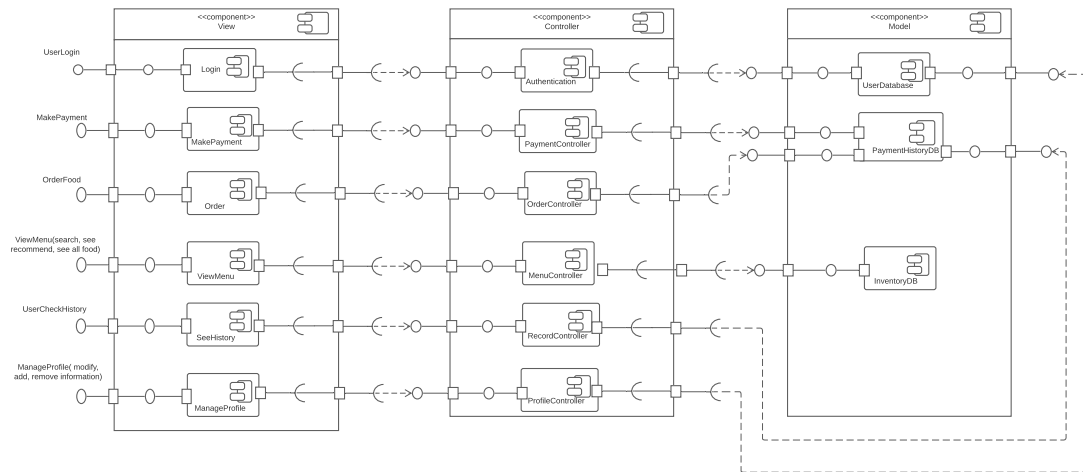 <<component>>
View
<<component>>
Controller
<<component>>
Model
UserLogin
Login
Authentication
UserDatabase
MakePayment
MakePayment
PaymentController
PaymentHistoryDB
OrderFood
Order
OrderController
ViewMenu(search, see
recommend, see all food)
ViewMenu
MenuController
InventoryDB
UserCheckHistory
SeeHistory
RecordController
ManageProfile( modify,
add, remove information)
ManageProfile
ProfileController